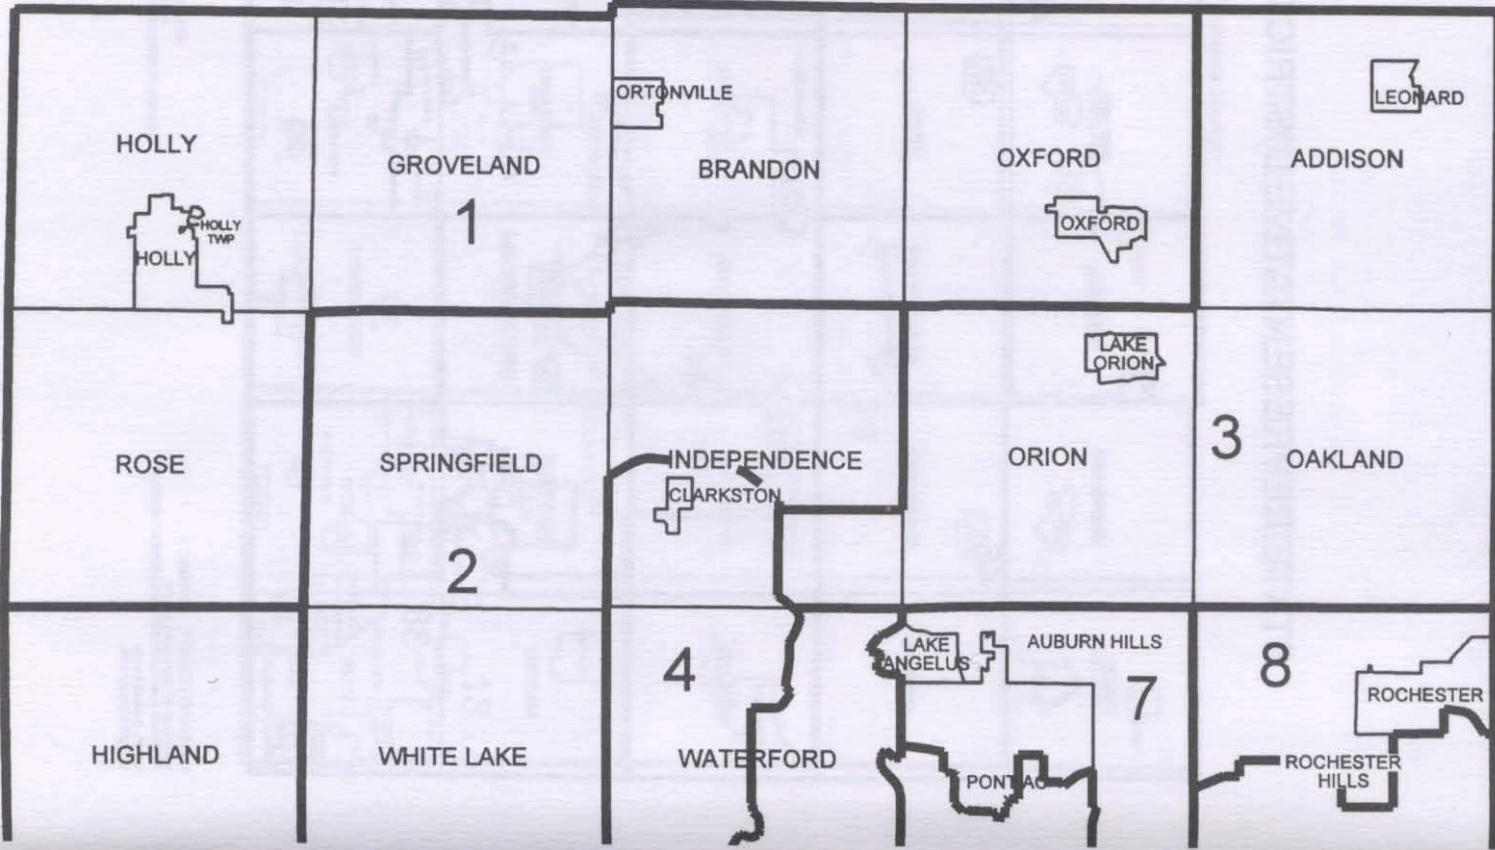 ORTONVILLE
LEONARD
HOLLY
GROVELAND
BRANDON
OXFORD
ADDISON
1
HOLLY
TWP
HOLLY
OXFORD
LAKE
ORION
ROSE
SPRINGFIELD
INDEPENDENCE
CLARKSTON
ORION
3
OAKLAND
2
4
LAKE
ANGELUS
AUBURN HILLS
7
8
ROCHESTER
HIGHLAND
WHITE LAKE
WATERFORD
PONTIAC
ROCHESTER
HILLS